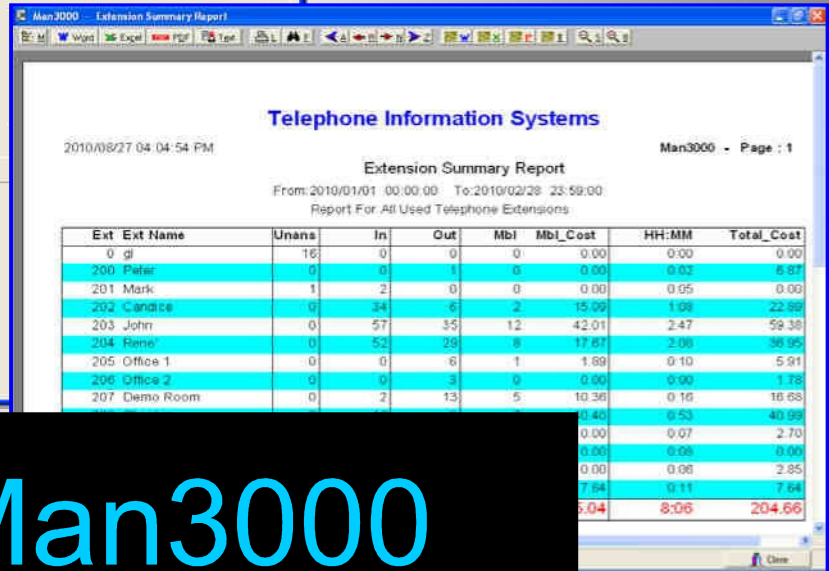 Man3000 - Extension Summary Report
Word Excel PDF Text
Telephone Information Systems
2010/08/27 04:04:54 PM Man3000 - Page : 1
Extension Summary Report
From:2010/01/01 00:00:00 To:2010/02/28 23:59:00
Report For All Used Telephone Extensions
Ext Ext Name Unans In Out Mbl Mbl_Cost HH:MM Total_Cost
0 gl 16 0 0 0 0.00 0:00 0.00
200 Peter 0 0 1 0 0.00 0:02 6.87
201 Mark 1 2 0 0 0.00 0:05 0.00
202 Candice 0 34 6 2 15.09 1:08 22.89
203 John 0 57 35 12 42.01 2:47 59.38
204 Rene' 0 52 29 8 17.67 2:08 36.95
205 Office 1 0 0 6 1 1.89 0:10 5.91
206 Office 2 0 0 3 0 0.00 0:00 1.78
207 Demo Room 0 2 13 5 10.36 0:16 16.68
0.40 0:53 40.99
0.00 0:07 2.70
0.00 0:08 0.00
0.00 0:06 2.85
7.64 0:11 7.64
5.04 8:06 204.66
Man3000
Close